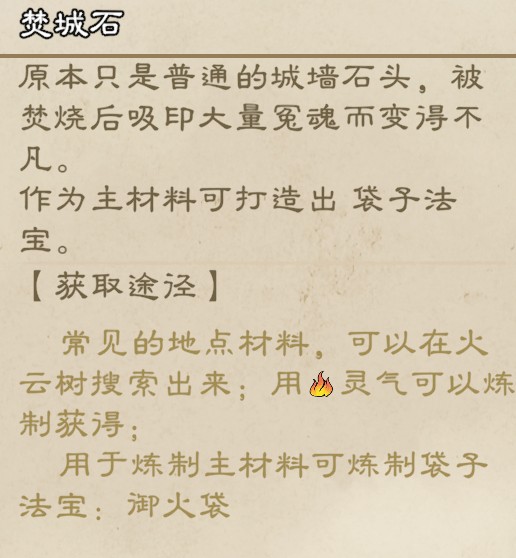 焚城石
原本只是普通的城墙石头，被
焚烧后吸印大量冤魂而变得不
凡。
作为主材料可打造出 袋子法
宝。
【获取途径】
常见的地点材料，可以在火
云树搜索出来；用灵气可以炼
制获得；
用于炼制主材料可炼制袋子
法宝：御火袋